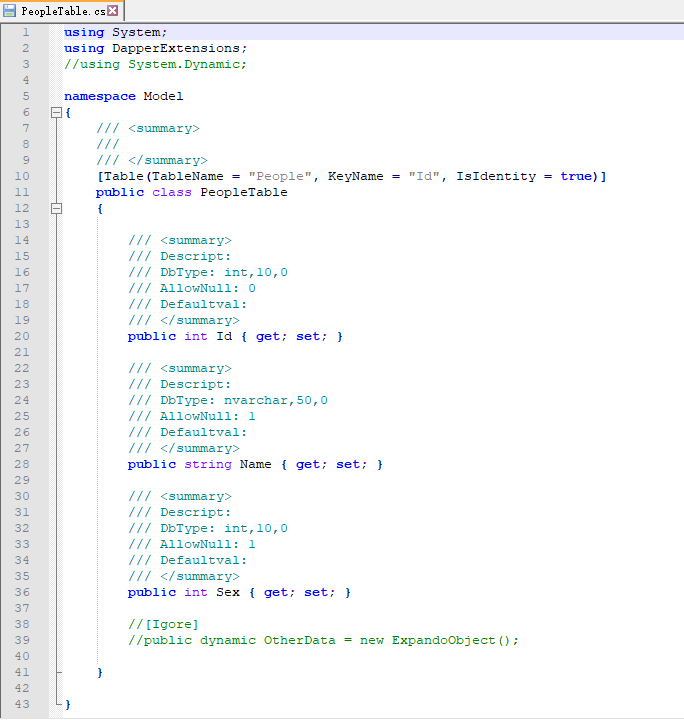 PeopleTable.cs
1 using System;
2 using DapperExtensions;
3 //using System.Dynamic;
4
5 namespace Model
6 {
7 /// <summary>
8 ///
9 /// </summary>
10 [Table(TableName = "People", KeyName = "Id", IsIdentity = true)]
11 public class PeopleTable
12 {
13
14 /// <summary>
15 /// Descript:
16 /// DbType: int,10,0
17 /// AllowNull: 0
18 /// Defaultval:
19 /// </summary>
20 public int Id { get; set; }
21
22 /// <summary>
23 /// Descript:
24 /// DbType: nvarchar,50,0
25 /// AllowNull: 1
26 /// Defaultval:
27 /// </summary>
28 public string Name { get; set; }
29
30 /// <summary>
31 /// Descript:
32 /// DbType: int,10,0
33 /// AllowNull: 1
34 /// Defaultval:
35 /// </summary>
36 public int Sex { get; set; }
37
38 //[Igore]
39 //public dynamic OtherData = new ExpandoObject();
40
41 }
42
43 }